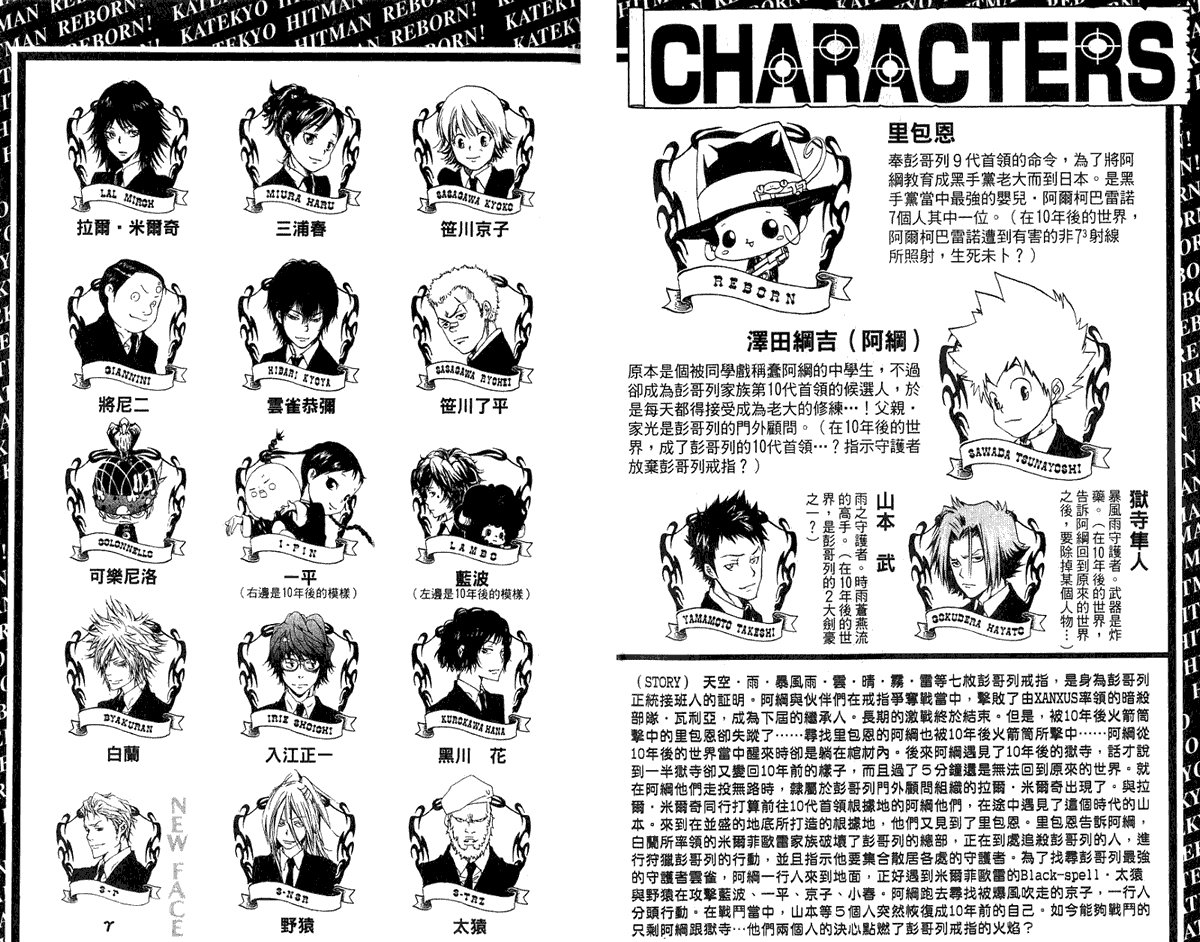 CHARACTERS
里包恩
奉彭哥列９代首領的命令，為了將阿
綱教育成黑手黨老大而到日本。是黑
手黨當中最強的嬰兒・阿爾柯巴雷諾
7個人其中一位。（在10年後的世界，
阿爾柯巴雷諾遭到有害的非7³射線
所照射，生死未卜？）
REBORN
澤田綱吉（阿綱）
原本是個被同學戲稱蠢阿綱的中學生，不過
卻成為彭哥列家族第10代首領的候選人，於
是每天都得接受成為老大的修練…！父親・
家光是彭哥列的門外顧問。（在10年後的世
界，成了彭哥列的10代首領…？指示守護者
放棄彭哥列戒指？）
SAWADA TSUNAYOSHI
獄寺隼人
暴風雨守護者。武器是炸
藥。（在10年後的世界，
告訴阿綱回到原來的世界
之後，要除掉某個人物…）
GOKUDERA HAYATO
山本　武
雨之守護者。時雨蒼燕流
的高手。（在10年後的世
界，是彭哥列的2大劍豪
之一？）
YAMAMOTO TAKESHI
（STORY）天空・雨・暴風雨・雲・晴・霧・雷等七枚彭哥列戒指，是身為彭哥列
正統接班人的証明。阿綱與伙伴們在戒指爭奪戰當中，擊敗了由XANXUS率領的暗殺
部隊・瓦利亞，成為下屆的繼承人。長期的激戰終於結束。但是，被10年後火箭筒
擊中的里包恩卻失蹤了……尋找里包恩的阿綱也被10年後火箭筒所擊中……阿綱從
10年後的世界當中醒來時卻是躺在棺材內。後來阿綱遇見了10年後的獄寺，話才說
到一半獄寺卻又變回10年前的樣子，而且過了５分鐘還是無法回到原來的世界。就
在阿綱他們走投無路時，隸屬於彭哥列門外顧問組織的拉爾・米爾奇出現了。與拉
爾・米爾奇同行打算前往10代首領根據地的阿綱他們，在途中遇見了這個時代的山
本。來到在並盛的地底所打造的根據地，他們又見到了里包恩。里包恩告訴阿綱，
白蘭所率領的米爾菲歐雷家族破壞了彭哥列的總部，正在到處追殺彭哥列的人，進
行狩獵彭哥列的行動，並且指示他要集合散居各處的守護者。為了找尋彭哥列最強
的守護者雲雀，阿綱一行人來到地面，正好遇到米爾菲歐雷的Black-spell・太猿
與野猿在攻擊藍波、一平、京子、小春。阿綱跑去尋找被爆風吹走的京子，一行人
分頭行動。在戰鬥當中，山本等５個人突然恢復成10年前的自己。如今能夠戰鬥的
只剩阿綱跟獄寺…他們兩個人的決心點燃了彭哥列戒指的火焰？
KATEKYO HITMAN REBORN!
SASAGAWA KYOKO
笹川京子
MIURA HARU
三浦春
LAL MIRCH
拉爾・米爾奇
SASAGAWA RYOHEI
笹川了平
HIBARI KYOYA
雲雀恭彌
GIANNINI
將尼二
LAMBO
藍波
（左邊是10年後的模樣）
I-PIN
一平
（右邊是10年後的模樣）
COLONNELLO
可樂尼洛
KUROKAWA HANA
黑川　花
IRIE SHOICHI
入江正一
BYAKURAN
白蘭
S-TRZ
太猿
S-NSR
野猿
NEW FACE
S-γ
γ